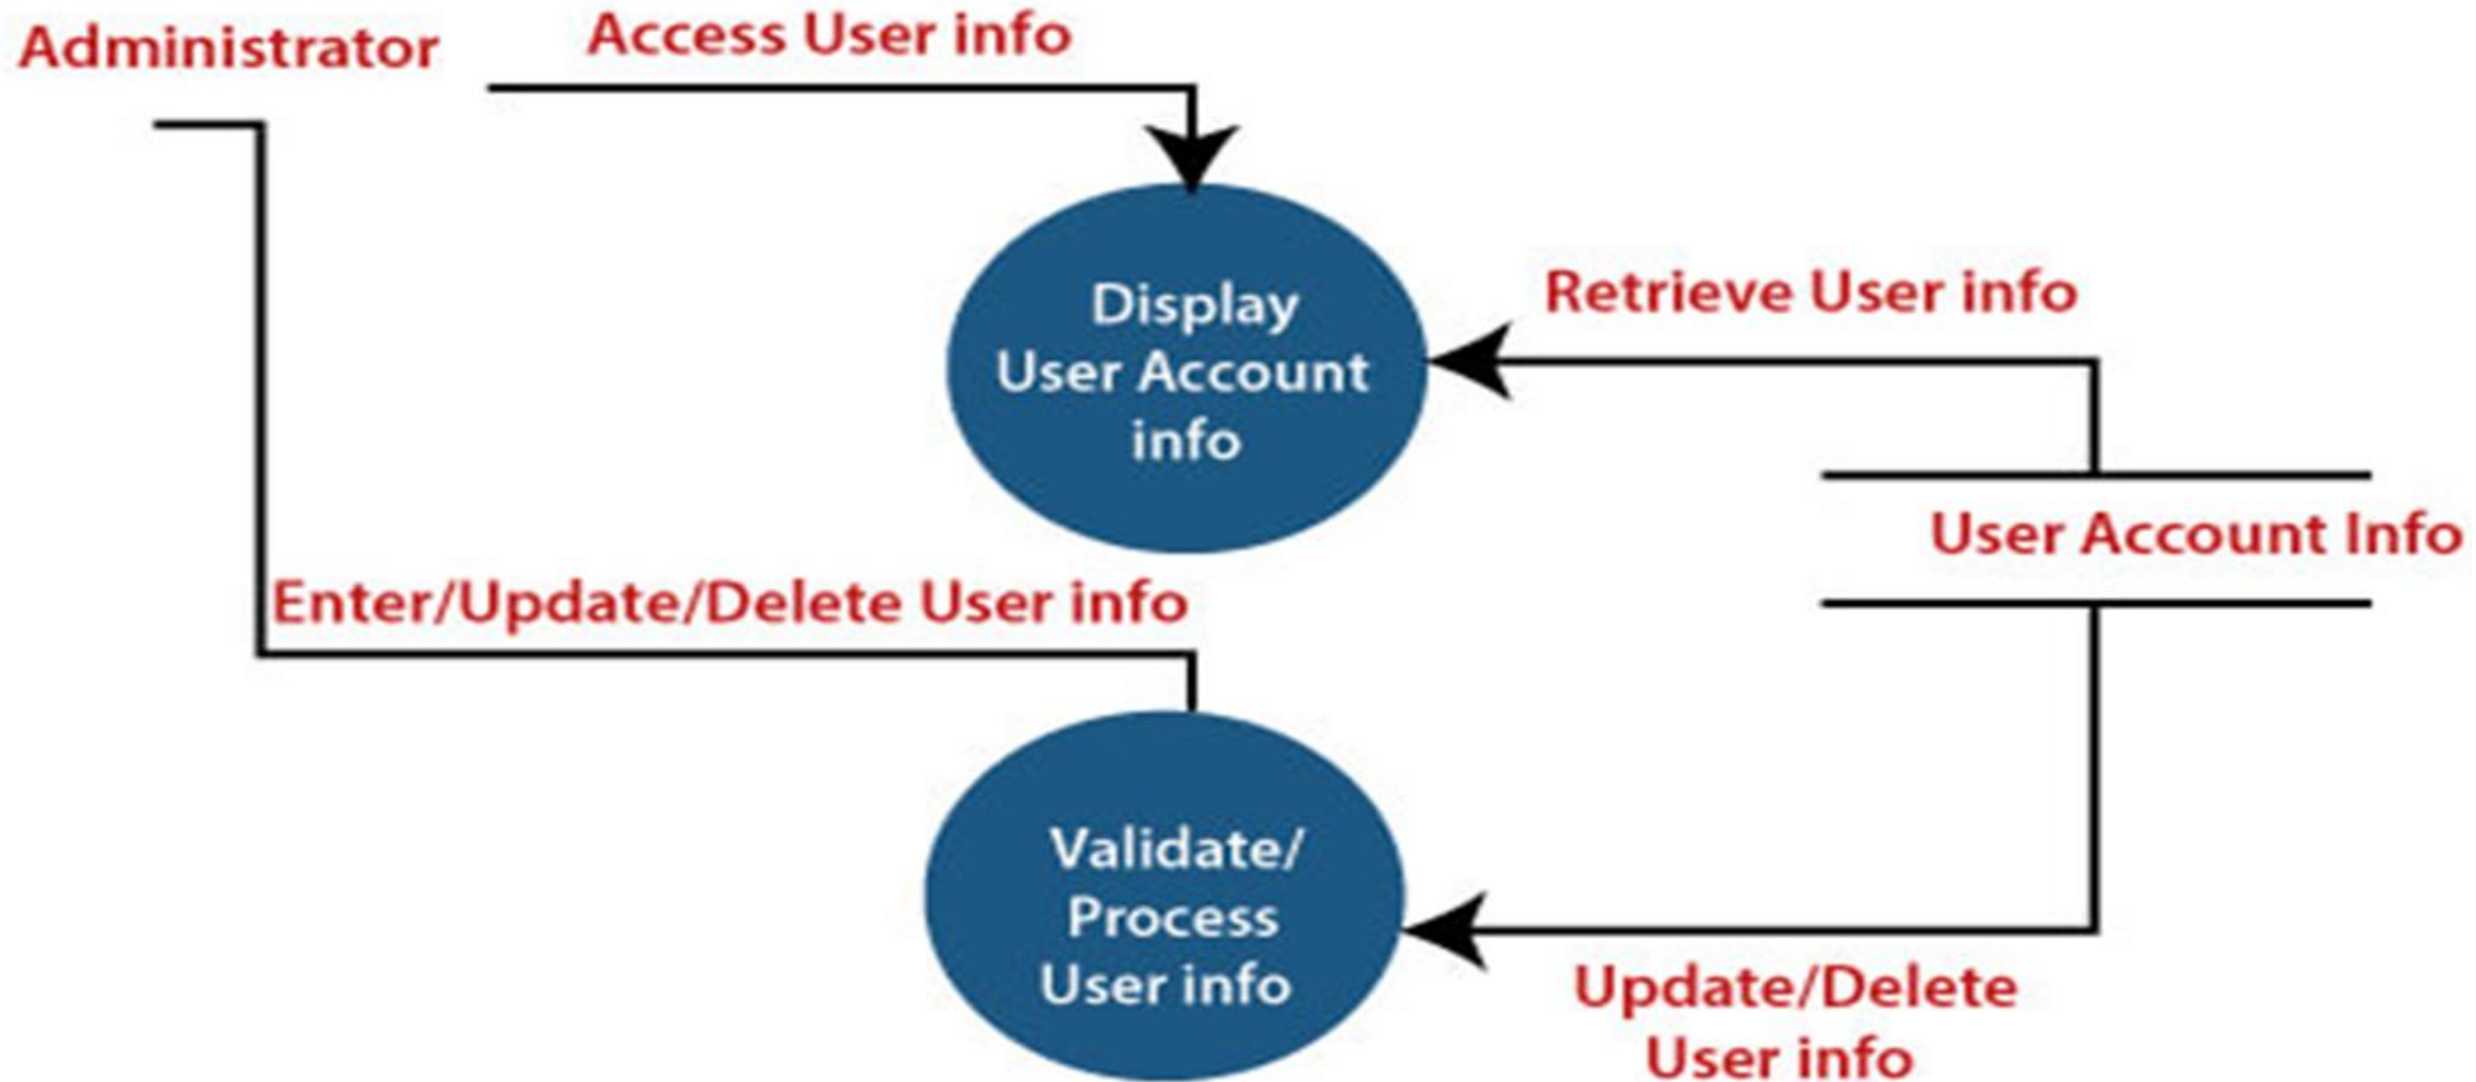 Administrator
Access User info
Display
User Account
info
Retrieve User info
User Account Info
Enter/Update/Delete User info
Validate/
Process
User info
Update/Delete
User info